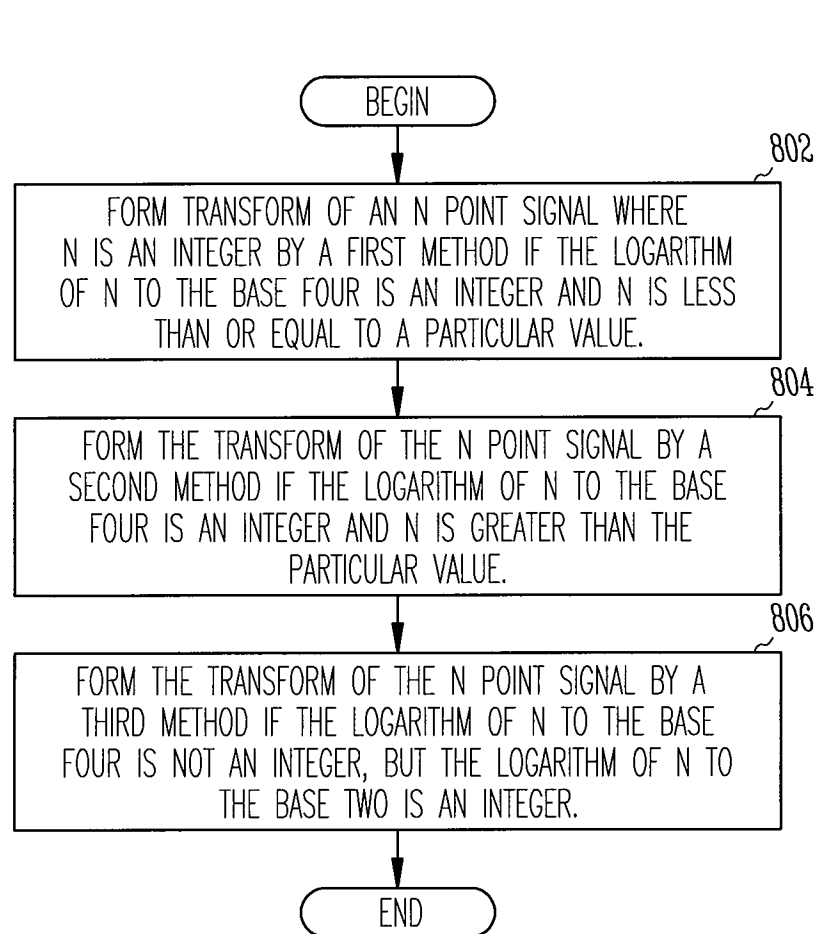 BEGIN
802
FORM TRANSFORM OF AN N POINT SIGNAL WHERE
N IS AN INTEGER BY A FIRST METHOD IF THE LOGARITHM
OF N TO THE BASE FOUR IS AN INTEGER AND N IS LESS
THAN OR EQUAL TO A PARTICULAR VALUE.
804
FORM THE TRANSFORM OF THE N POINT SIGNAL BY A
SECOND METHOD IF THE LOGARITHM OF N TO THE BASE
FOUR IS AN INTEGER AND N IS GREATER THAN THE
PARTICULAR VALUE.
806
FORM THE TRANSFORM OF THE N POINT SIGNAL BY A
THIRD METHOD IF THE LOGARITHM OF N TO THE BASE
FOUR IS NOT AN INTEGER, BUT THE LOGARITHM OF N TO
THE BASE TWO IS AN INTEGER.
END